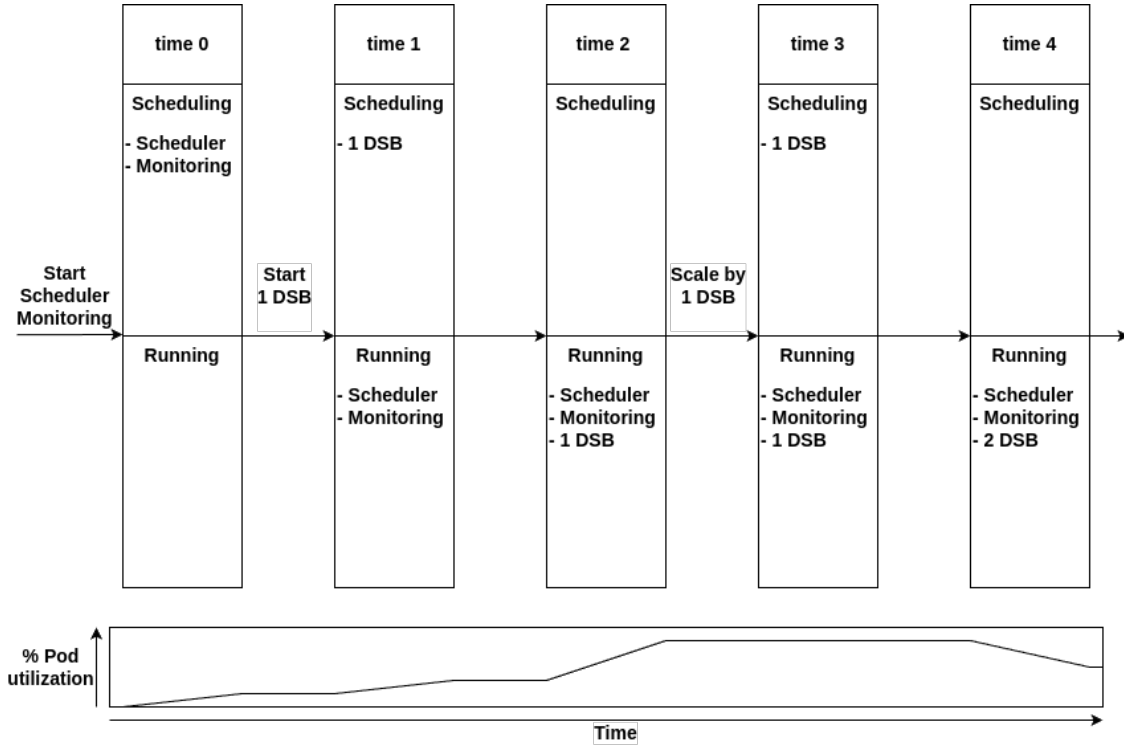 time 0
time 1
time 2
time 3
time 4
Scheduling
- Scheduler
- Monitoring
Scheduling
- 1 DSB
Scheduling
Scheduling
- 1 DSB
Scheduling
Start
Scheduler
Monitoring
Start
1 DSB
Scale by
1 DSB
Running
Running
- Scheduler
- Monitoring
Running
- Scheduler
- Monitoring
- 1 DSB
Running
- Scheduler
- Monitoring
- 1 DSB
Running
- Scheduler
- Monitoring
- 2 DSB
% Pod
utilization
Time